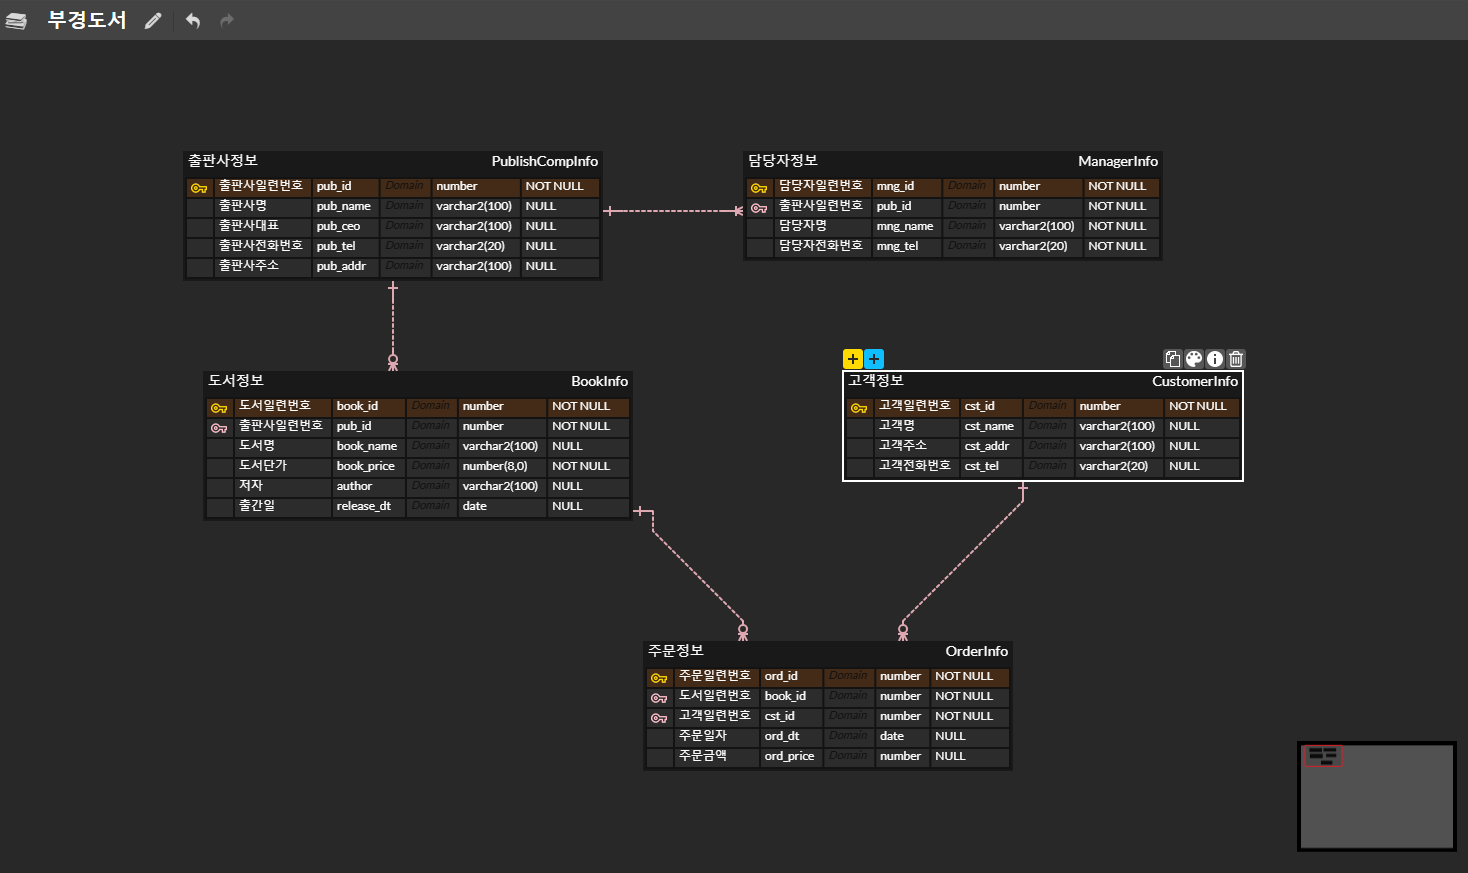 부경도서
출판사정보 PublishCompInfo
출판사일련번호 pub_id Domain number NOT NULL
출판사명 pub_name Domain varchar2(100) NULL
출판사대표 pub_ceo Domain varchar2(100) NULL
출판사전화번호 pub_tel Domain varchar2(20) NULL
출판사주소 pub_addr Domain varchar2(100) NULL
담당자정보 ManagerInfo
담당자일련번호 mng_id Domain number NOT NULL
출판사일련번호 pub_id Domain number NOT NULL
담당자명 mng_name Domain varchar2(100) NOT NULL
담당자전화번호 mng_tel Domain varchar2(20) NOT NULL
도서정보 BookInfo
도서일련번호 book_id Domain number NOT NULL
출판사일련번호 pub_id Domain number NOT NULL
도서명 book_name Domain varchar2(100) NULL
도서단가 book_price Domain number(8,0) NOT NULL
저자 author Domain varchar2(100) NULL
출간일 release_dt Domain date NULL
고객정보 CustomerInfo
고객일련번호 cst_id Domain number NOT NULL
고객명 cst_name Domain varchar2(100) NULL
고객주소 cst_addr Domain varchar2(100) NULL
고객전화번호 cst_tel Domain varchar2(20) NULL
주문정보 OrderInfo
주문일련번호 ord_id Domain number NOT NULL
도서일련번호 book_id Domain number NOT NULL
고객일련번호 cst_id Domain number NOT NULL
주문일자 ord_dt Domain date NULL
주문금액 ord_price Domain number NULL